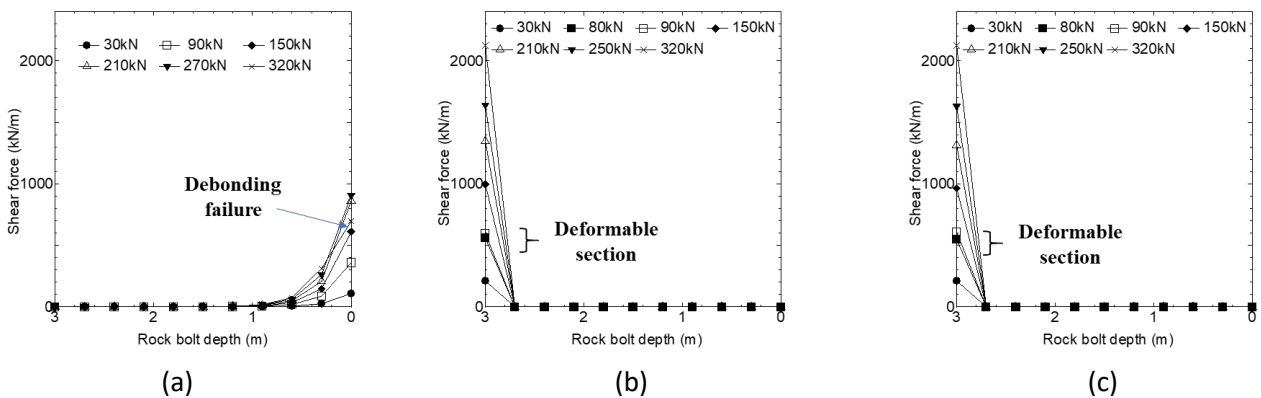 30kN 90kN 150kN
210kN 270kN 320kN
2000
Debonding
failure
1000
Shear force (kN/m)
0
3 2 1 0
Rock bolt depth (m)
(a)
30kN 80kN 90kN 150kN
210kN 250kN 320kN
2000
1000
Shear force (kN/m)
Deformable
section
0
3 2 1 0
Rock bolt depth (m)
(b)
30kN 80kN 90kN 150kN
210kN 250kN 320kN
2000
1000
Shear force (kN/m)
Deformable
section
0
3 2 1 0
Rock bolt depth (m)
(c)